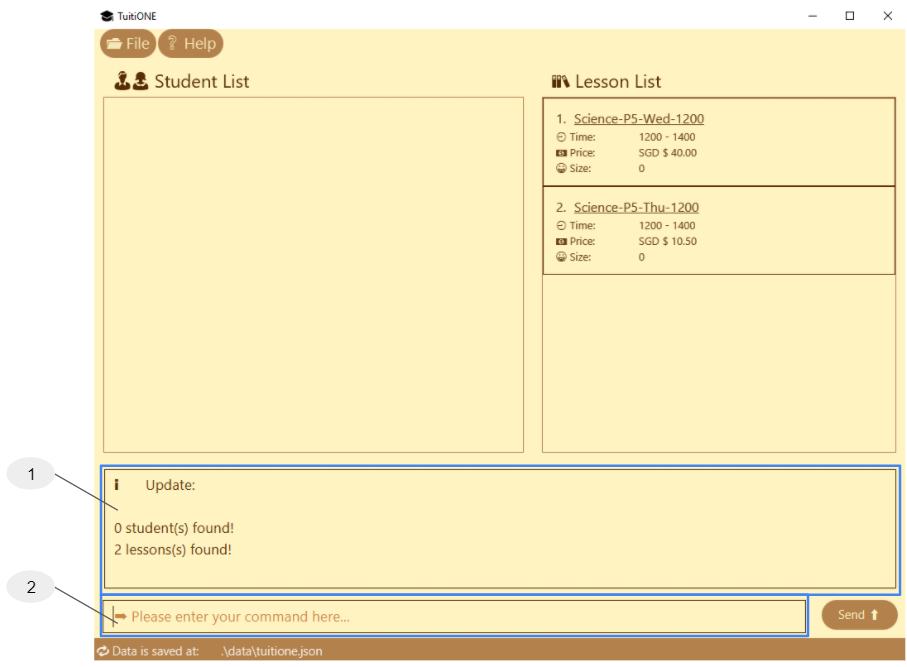 TuitiONE
File Help
Student List
Lesson List
1. Science-P5-Wed-1200
Time: 1200 - 1400
Price: SGD $ 40.00
Size: 0
2. Science-P5-Thu-1200
Time: 1200 - 1400
Price: SGD $ 10.50
Size: 0
1
Update:
0 student(s) found!
2 lessons(s) found!
2
Please enter your command here...
Send
Data is saved at: .\data\tuitione.json